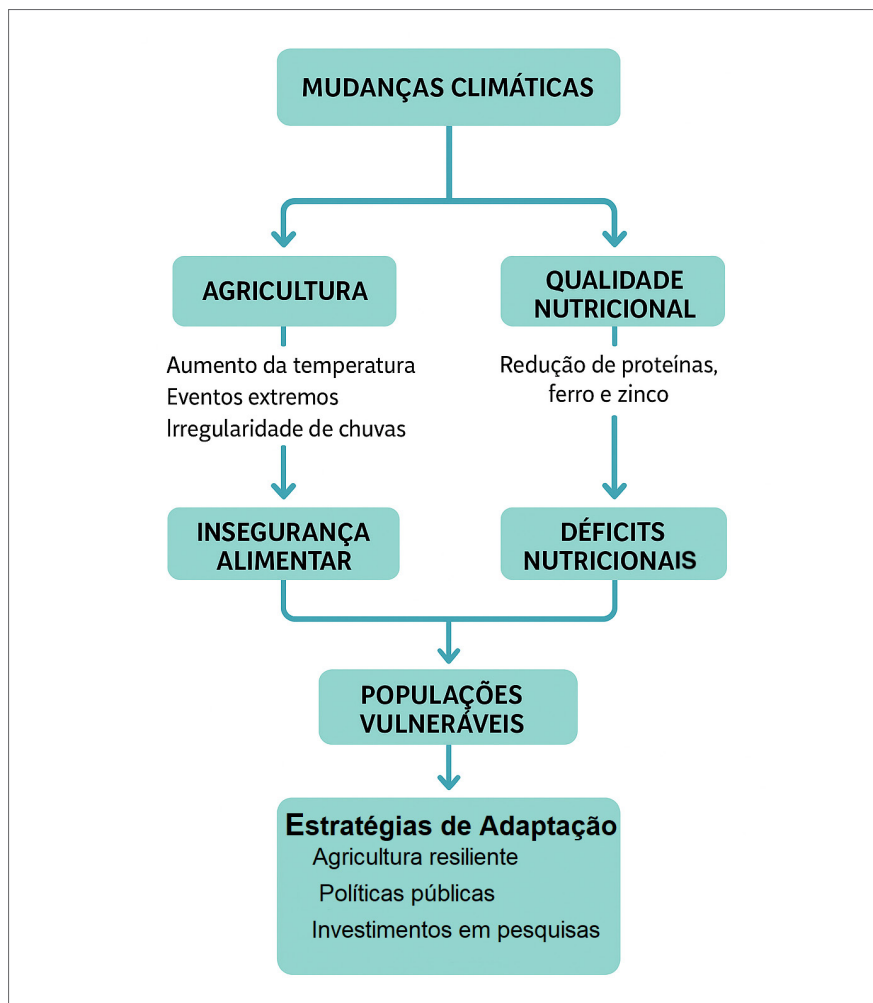 MUDANÇAS CLIMÁTICAS
AGRICULTURA
QUALIDADE
NUTRICIONAL
Aumento da temperatura
Eventos extremos
Irregularidade de chuvas
Redução de proteínas,
ferro e zinco
INSEGURANÇA
ALIMENTAR
DÉFICITS
NUTRICIONAIS
POPULAÇÕES
VULNERÁVEIS
Estratégias de Adaptação
Agricultura resiliente
Políticas públicas
Investimentos em pesquisas